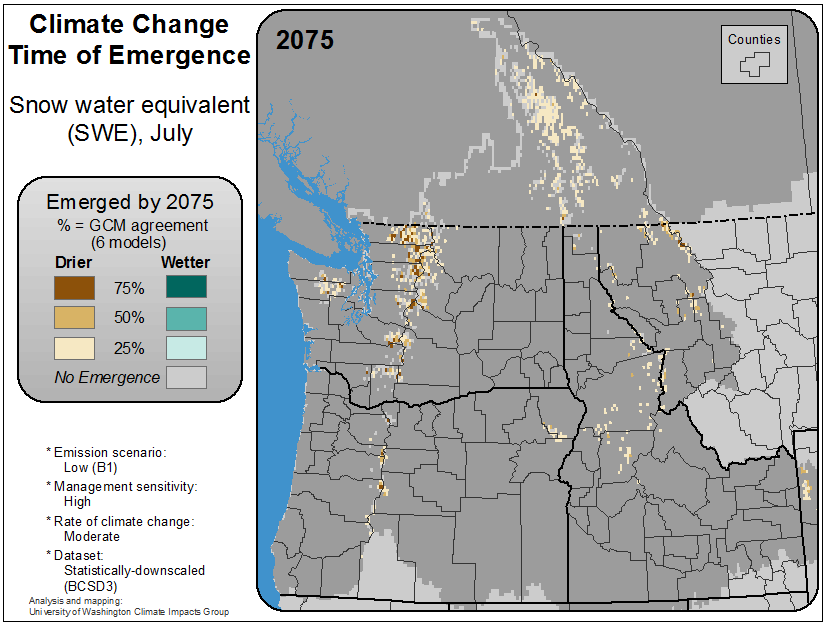 Climate Change
Time of Emergence
Snow water equivalent
(SWE), July
Emerged by 2075
% = GCM agreement
(6 models)
Drier Wetter
75%
50%
25%
No Emergence
* Emission scenario:
Low (B1)
* Management sensitivity:
High
* Rate of climate change:
Moderate
* Dataset:
Statistically-downscaled
(BCSD3)
Analysis and mapping:
University of Washington Climate Impacts Group
2075
Counties